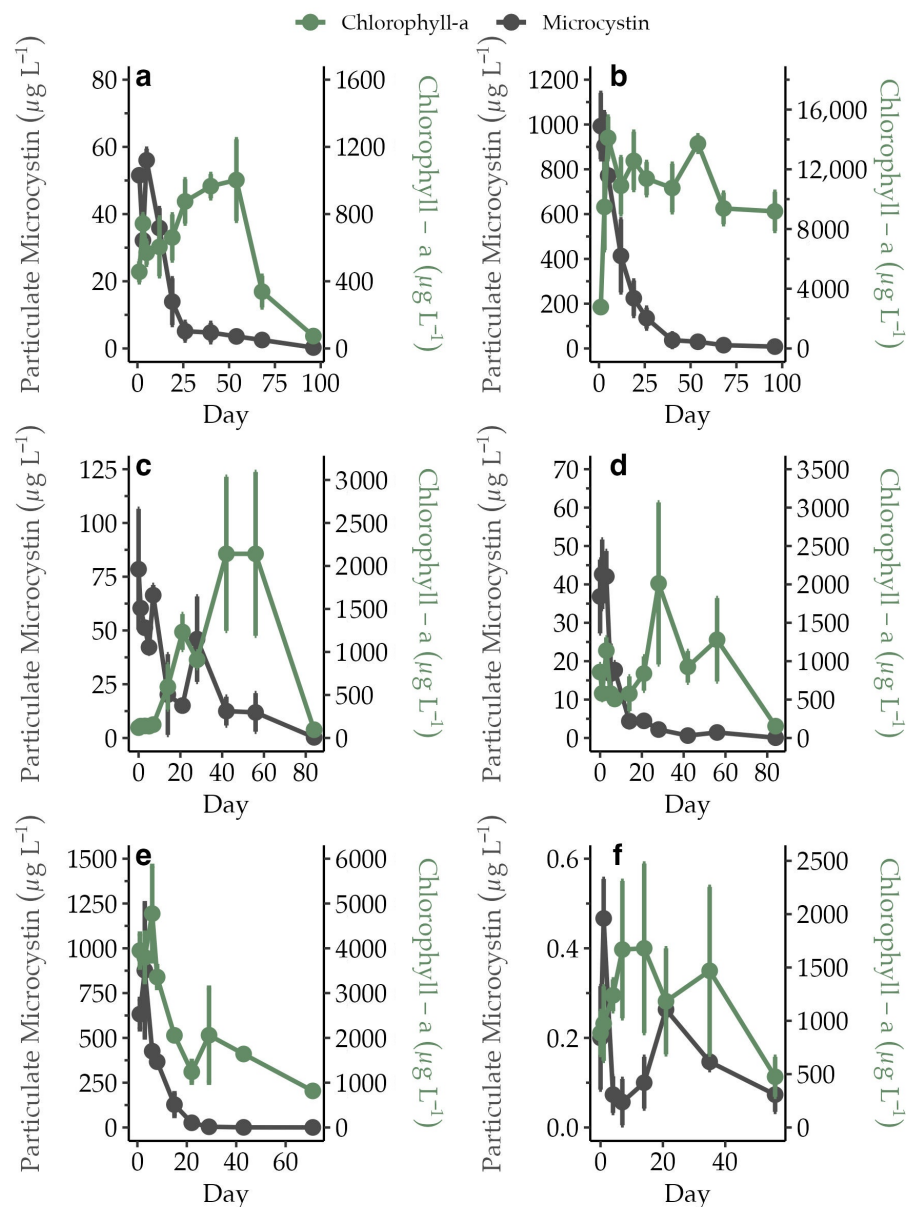 Chlorophyll-a Microcystin
a
Particulate Microcystin (µg L⁻¹)
80
60
40
20
0
1600
1200
800
400
0
Chlorophyll – a (µg L⁻¹)
0 25 50 75 100
Day
b
Particulate Microcystin (µg L⁻¹)
1200
1000
800
600
400
200
0
16,000
12,000
8000
4000
0
Chlorophyll – a (µg L⁻¹)
0 25 50 75 100
Day
c
Particulate Microcystin (µg L⁻¹)
125
100
75
50
25
0
3000
2500
2000
1500
1000
500
0
Chlorophyll – a (µg L⁻¹)
0 20 40 60 80
Day
d
Particulate Microcystin (µg L⁻¹)
70
60
50
40
30
20
10
0
3500
3000
2500
2000
1500
1000
500
0
Chlorophyll – a (µg L⁻¹)
0 20 40 60 80
Day
e
Particulate Microcystin (µg L⁻¹)
1500
1250
1000
750
500
250
0
6000
5000
4000
3000
2000
1000
0
Chlorophyll – a (µg L⁻¹)
0 20 40 60
Day
f
Particulate Microcystin (µg L⁻¹)
0.6
0.4
0.2
0.0
2500
2000
1500
1000
500
0
Chlorophyll – a (µg L⁻¹)
0 20 40
Day